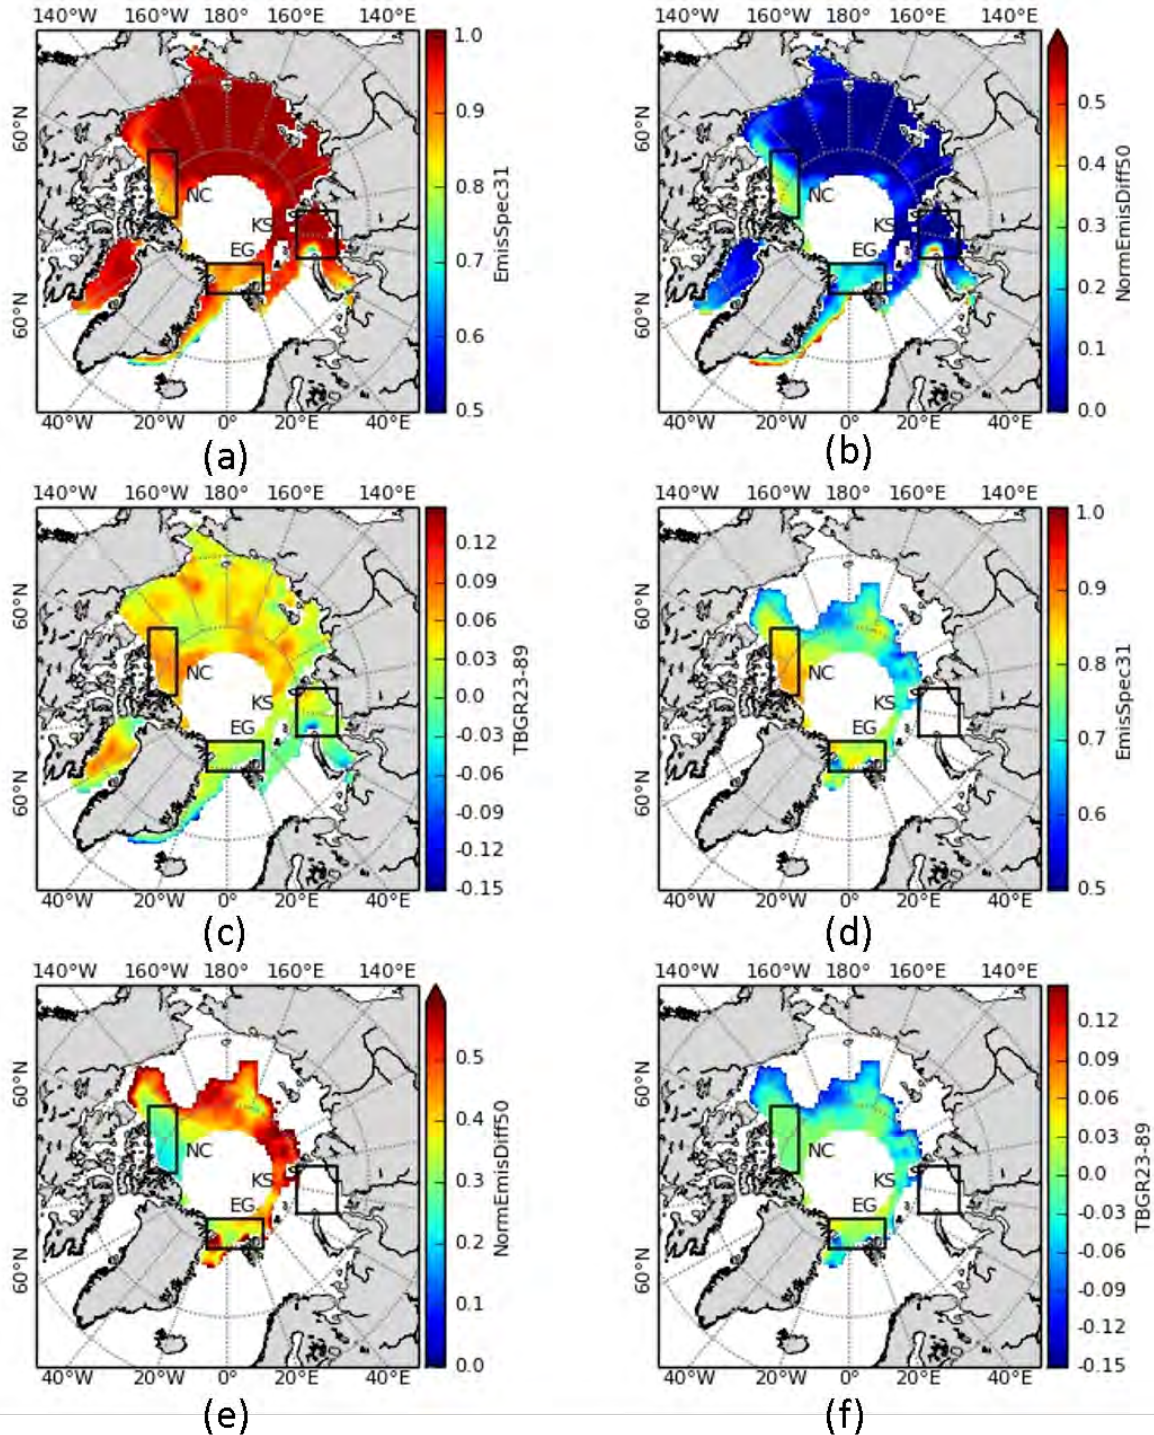 140°W 160°W 180° 160°E 140°E
60°N
60°N
NC
KS
EG
40°W 20°W 0° 20°E 40°E
1.0
0.9
0.8
0.7
0.6
0.5
EmisSpec31
(a)
140°W 160°W 180° 160°E 140°E
60°N
60°N
NC
KS
EG
40°W 20°W 0° 20°E 40°E
0.5
0.4
0.3
0.2
0.1
0.0
NormEmisDiff50
(b)
140°W 160°W 180° 160°E 140°E
60°N
60°N
NC
KS
EG
40°W 20°W 0° 20°E 40°E
0.12
0.09
0.06
0.03
0.0
-0.03
-0.06
-0.09
-0.12
-0.15
TBGR23-89
(c)
140°W 160°W 180° 160°E 140°E
60°N
60°N
NC
KS
EG
40°W 20°W 0° 20°E 40°E
1.0
0.9
0.8
0.7
0.6
0.5
EmisSpec31
(d)
140°W 160°W 180° 160°E 140°E
60°N
60°N
NC
KS
EG
40°W 20°W 0° 20°E 40°E
0.5
0.4
0.3
0.2
0.1
0.0
NormEmisDiff50
(e)
140°W 160°W 180° 160°E 140°E
60°N
60°N
NC
KS
EG
40°W 20°W 0° 20°E 40°E
0.12
0.09
0.06
0.03
0.0
-0.03
-0.06
-0.09
-0.12
-0.15
TBGR23-89
(f)